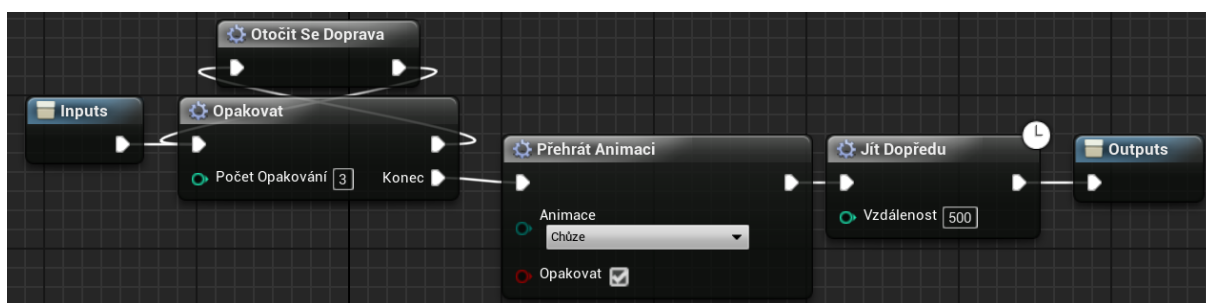 Otočit Se Doprava
Inputs
Opakovat
Počet Opakování 3
Konec
Přehrát Animaci
Animace
Chůze
Opakovat
Jít Dopředu
Vzdálenost 500
Outputs